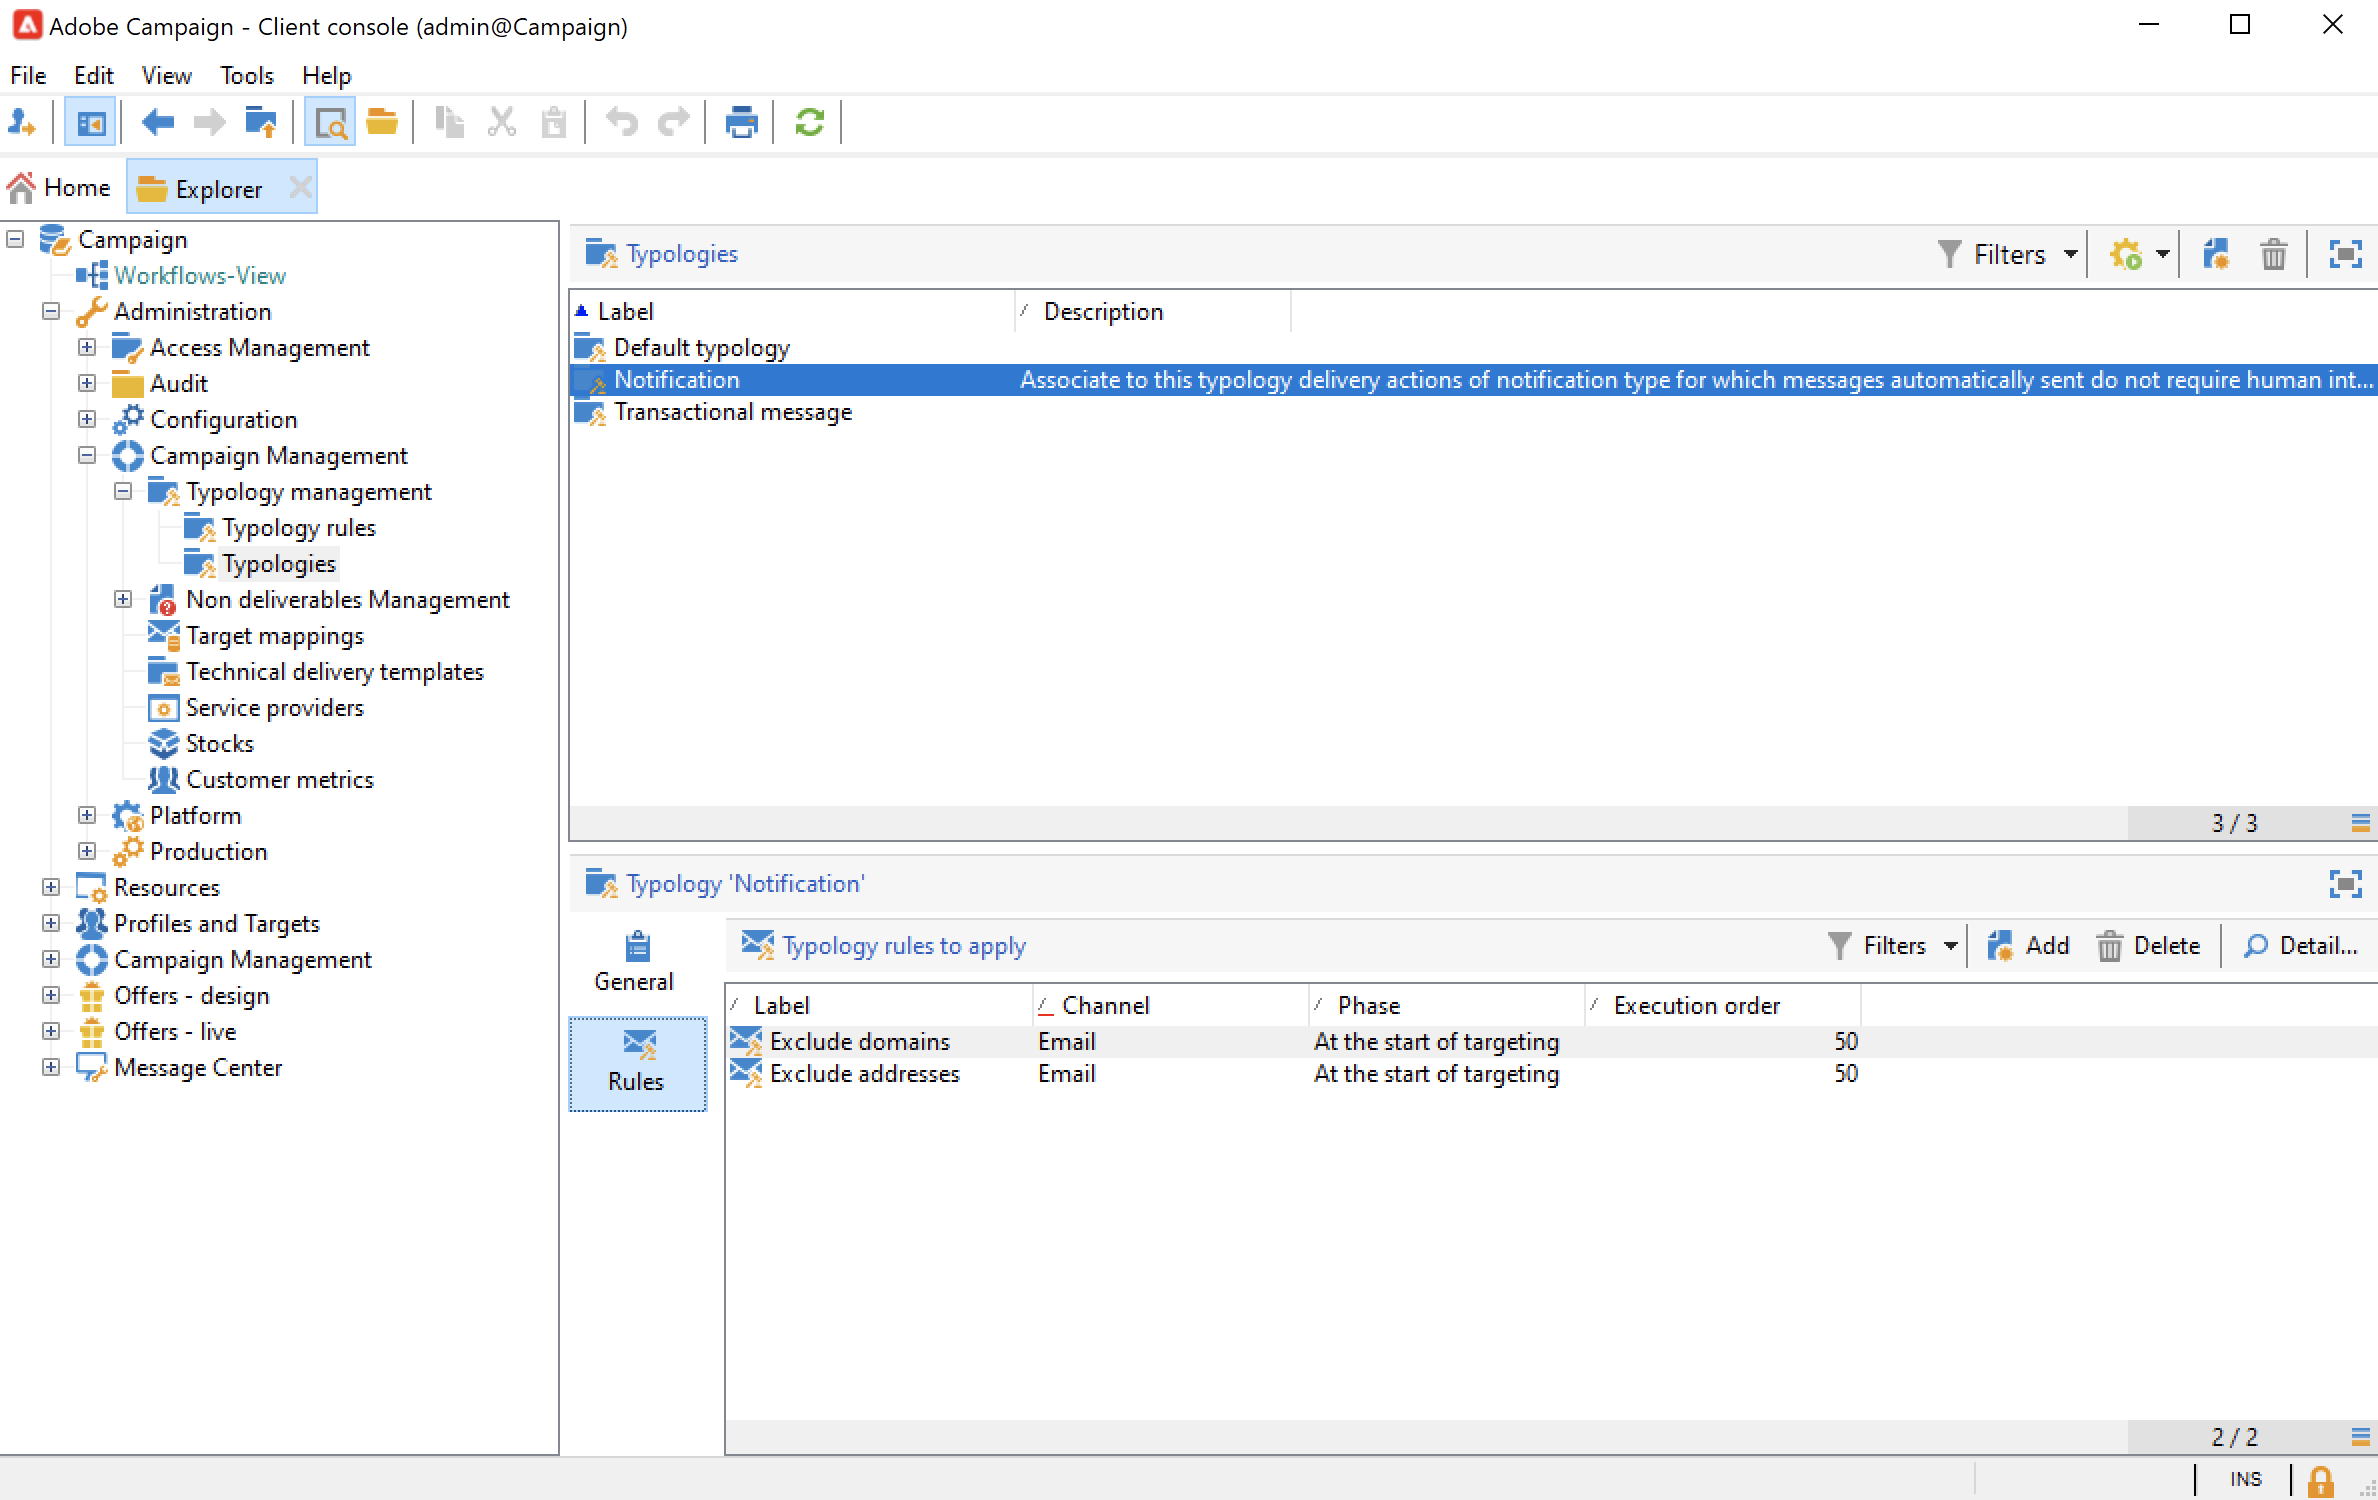 Adobe Campaign - Client console (admin@Campaign)
File Edit View Tools Help
Home Explorer
Campaign
Workflows-View
Administration
Access Management
Audit
Configuration
Campaign Management
Typology management
Typology rules
Typologies
Non deliverables Management
Target mappings
Technical delivery templates
Service providers
Stocks
Customer metrics
Platform
Production
Resources
Profiles and Targets
Campaign Management
Offers - design
Offers - live
Message Center
Typologies Filters
Label Description
Default typology
Notification Associate to this typology delivery actions of notification type for which messages automatically sent do not require human int...
Transactional message
3 / 3
Typology 'Notification'
General
Rules
Typology rules to apply Filters Add Delete Detail...
Label Channel Phase Execution order
Exclude domains Email At the start of targeting 50
Exclude addresses Email At the start of targeting 50
2 / 2
INS